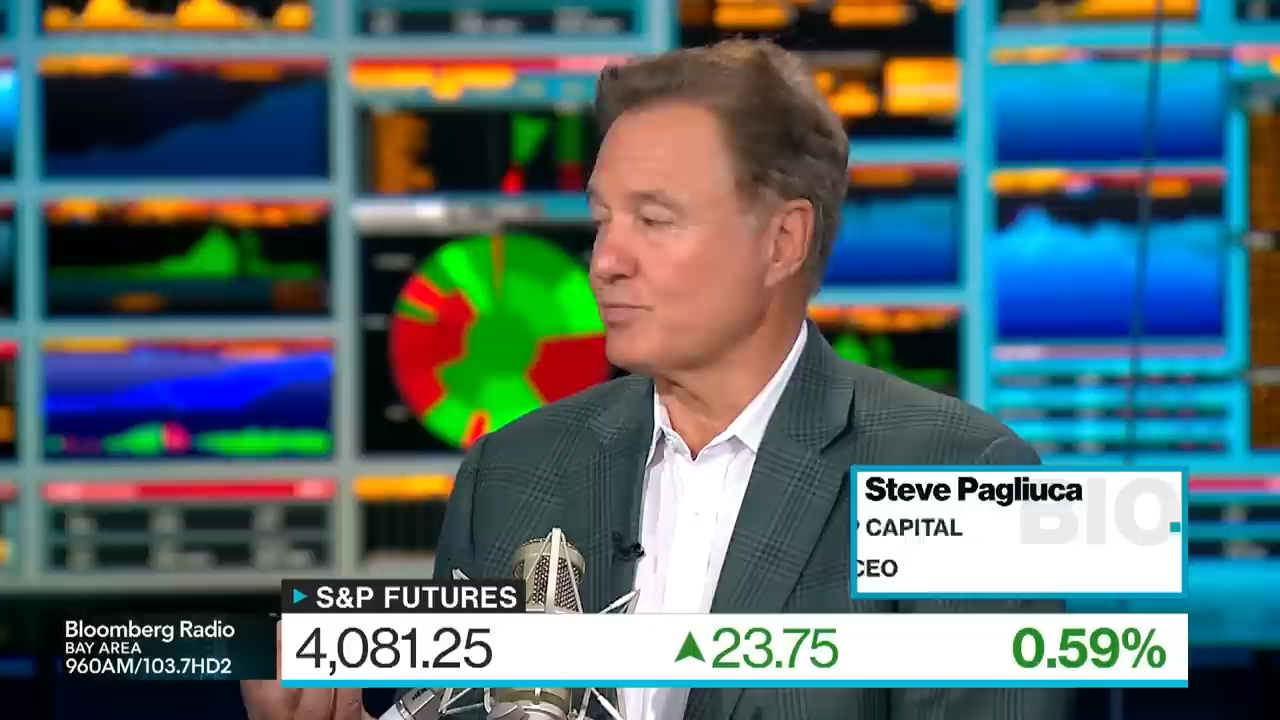 Steve Pagliuca
BIO
CAPITAL
CEO
S&P FUTURES
Bloomberg Radio
BAY AREA
960AM/103.7HD2
4,081.25
23.75
0.59%